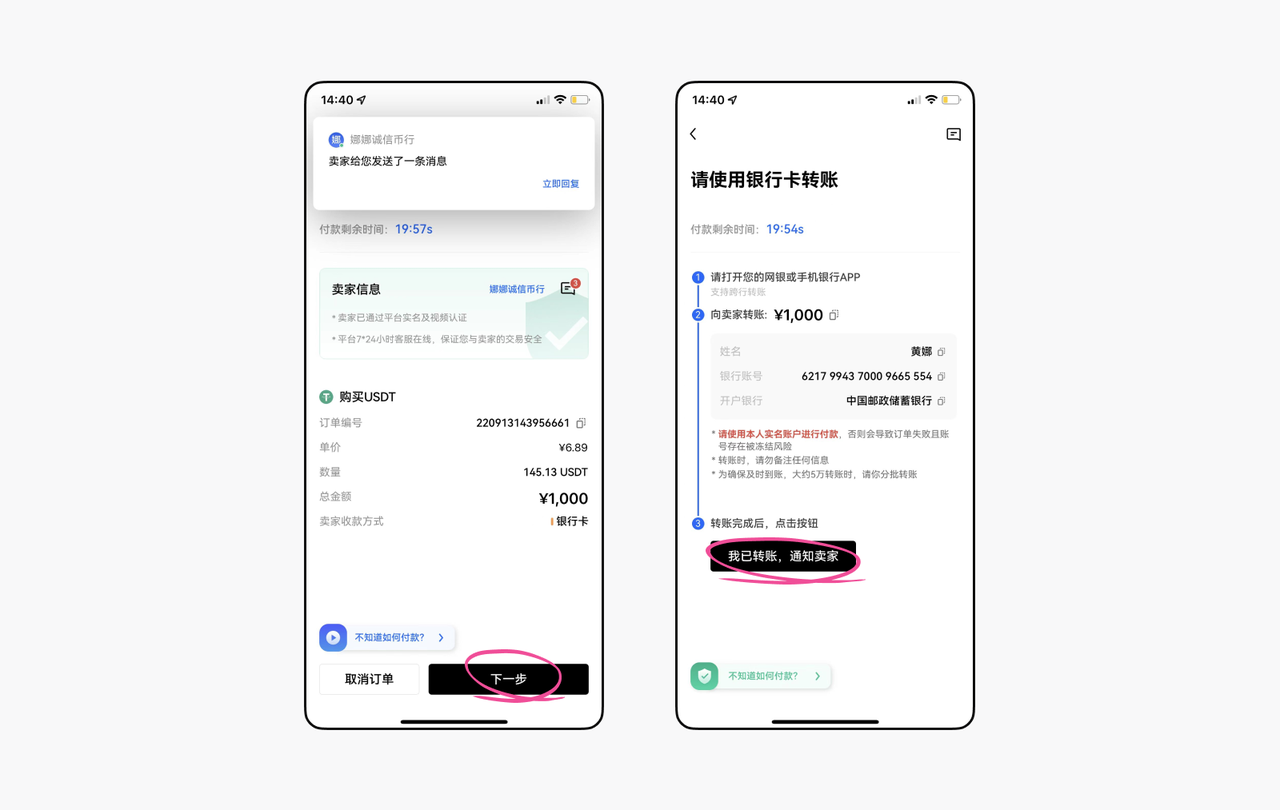 14:40
娜
娜娜诚信币行
卖家给您发送了一条消息
立即回复
付款剩余时间: 19:57s
卖家信息
娜娜诚信币行
3
* 卖家已通过平台实名及视频认证
* 平台7*24小时客服在线，保证您与卖家的交易安全
T 购买USDT
订单编号 220913143956661
单价 ¥6.89
数量 145.13 USDT
总金额 ¥1,000
卖家收款方式 银行卡
不知道如何付款?
取消订单 下一步
14:40
请使用银行卡转账
付款剩余时间: 19:54s
1 请打开您的网银或手机银行APP
支持跨行转账
2 向卖家转账: ¥1,000
姓名 黄娜
银行账号 6217 9943 7000 9665 554
开户银行 中国邮政储蓄银行
* 请使用本人实名账户进行付款，否则会导致订单失败且账
号存在被冻结风险
* 转账时，请勿备注任何信息
* 为确保及时到账，大约5万转账时，请你分批转账
3 转账完成后，点击按钮
我已转账，通知卖家
不知道如何付款?